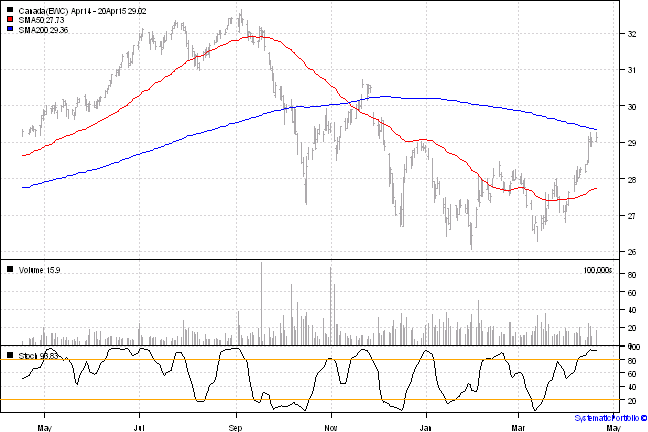 Canada(EWC) Apr14 - 20Apr15 29.02
SMA50 27.73
SMA200 29.36
32
31
30
29
28
27
26
Volume 15.9
100,000s
80
60
40
20
0
Stoch 93.83
80
60
40
20
May
Jul
Sep
Nov
Jan
Mar
May
SystematicPortfolio ©